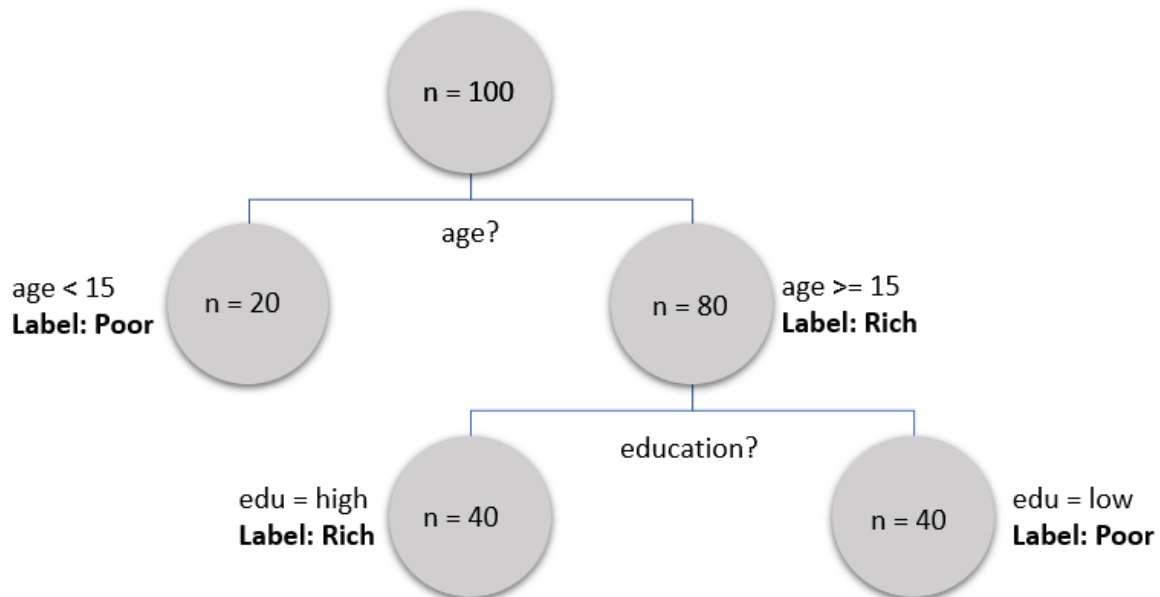 n = 100
age?
age < 15
Label: Poor
n = 20
n = 80
age >= 15
Label: Rich
education?
edu = high
Label: Rich
n = 40
n = 40
edu = low
Label: Poor